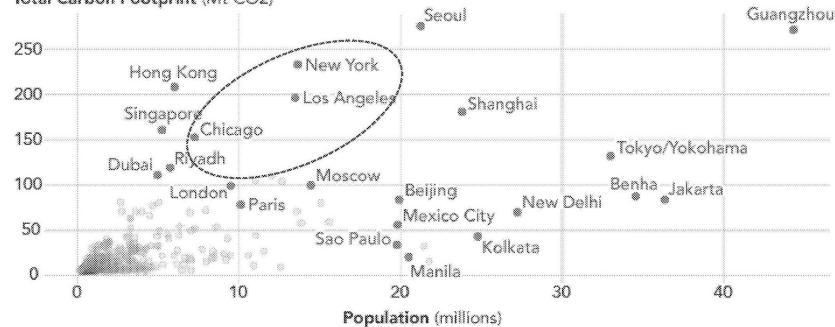 Total Carbon Footprint (Mt CO2)
Seoul
Guangzhou
250
New York
Hong Kong
200
Los Angeles
Shanghai
Singapore
150
Chicago
Tokyo/Yokohama
Dubai
Riyadh
100
London
Moscow
Benha
Jakarta
Paris
Beijing
New Delhi
50
Mexico City
Sao Paulo
Kolkata
0
Manila
0
10
20
30
40
Population (millions)